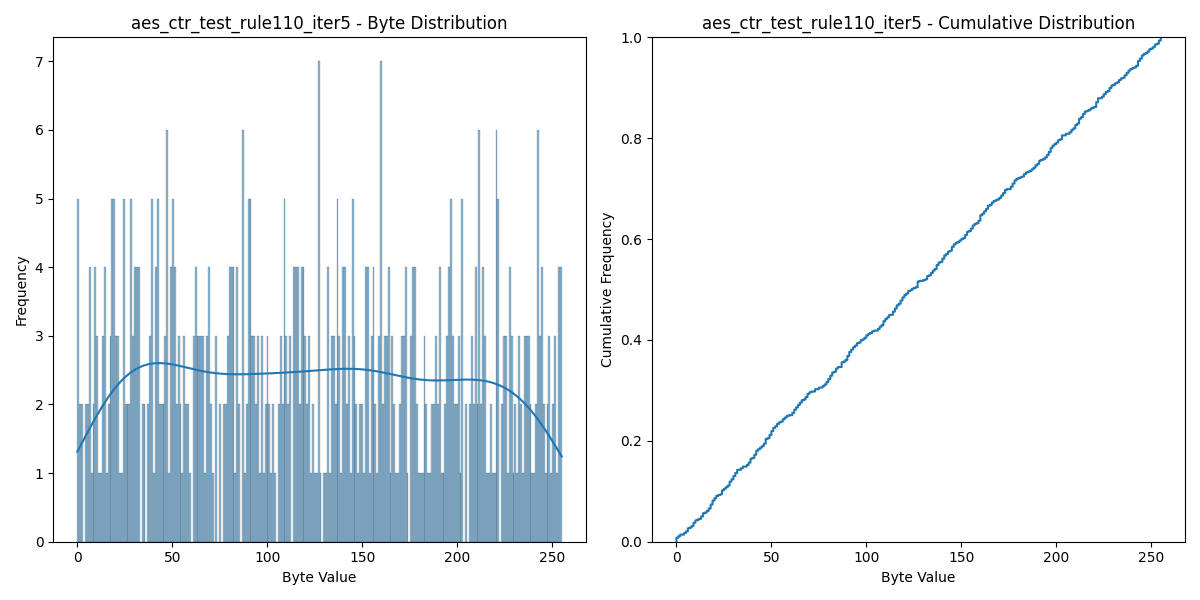 aes_ctr_test_rule110_iter5 - Byte Distribution
7
6
5
4
3
2
1
0
Frequency
0 50 100 150 200 250
Byte Value
aes_ctr_test_rule110_iter5 - Cumulative Distribution
1.0
0.8
0.6
0.4
0.2
0.0
Cumulative Frequency
0 50 100 150 200 250
Byte Value